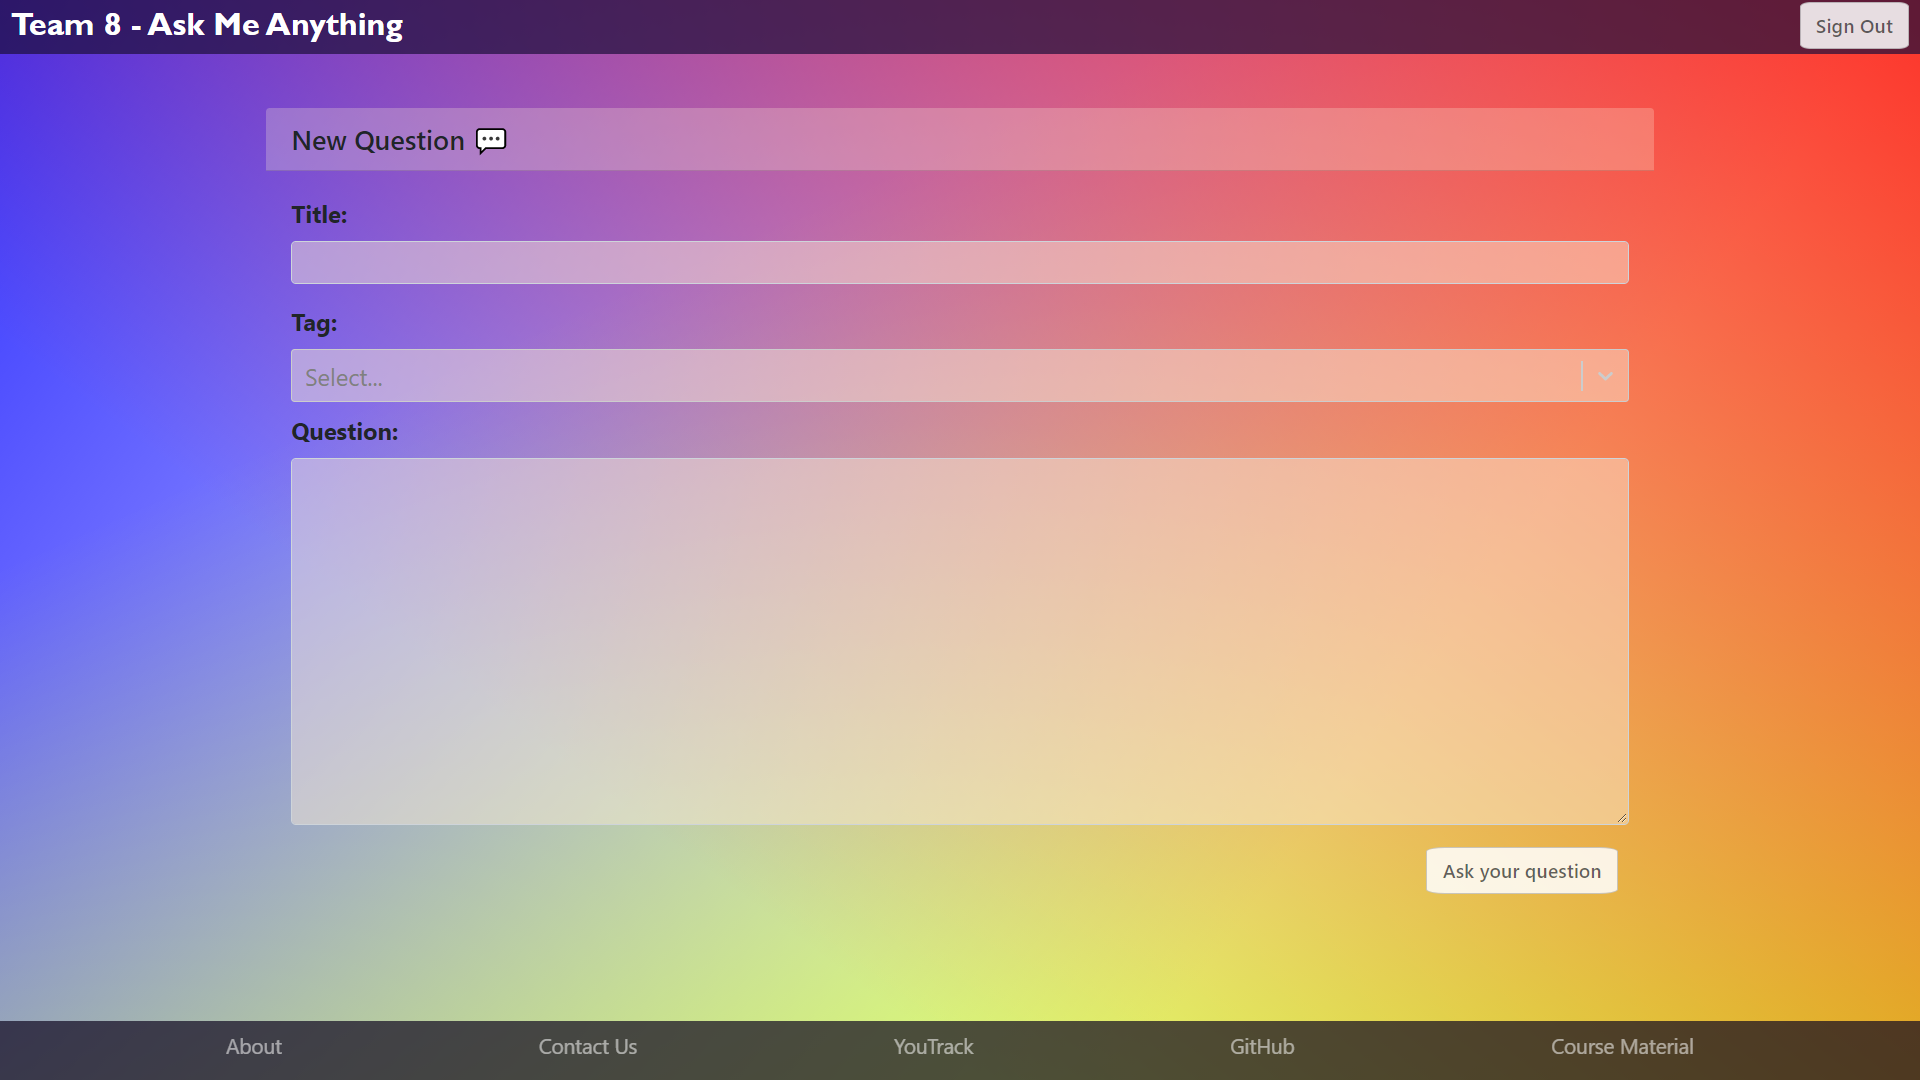 Team 8 - Ask Me Anything
Sign Out
New Question 💬
Title:
Tag:
Select...
Question:
Ask your question
About
Contact Us
YouTrack
GitHub
Course Material